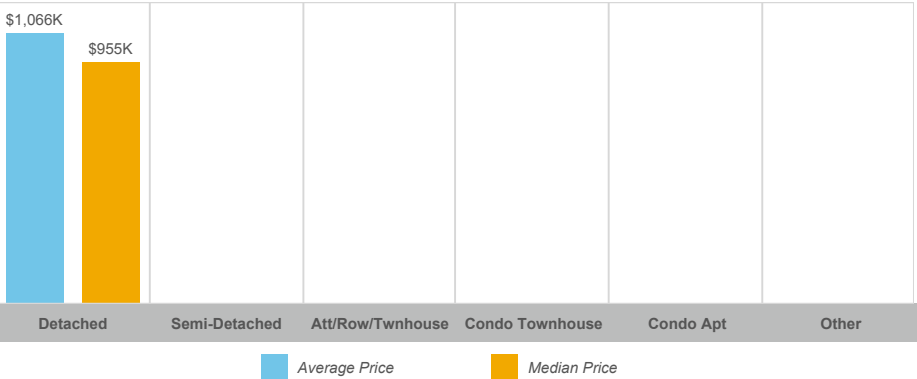 $1,066K
$955K
Detached Semi-Detached Att/Row/Twnhouse Condo Townhouse Condo Apt Other
Average Price Median Price